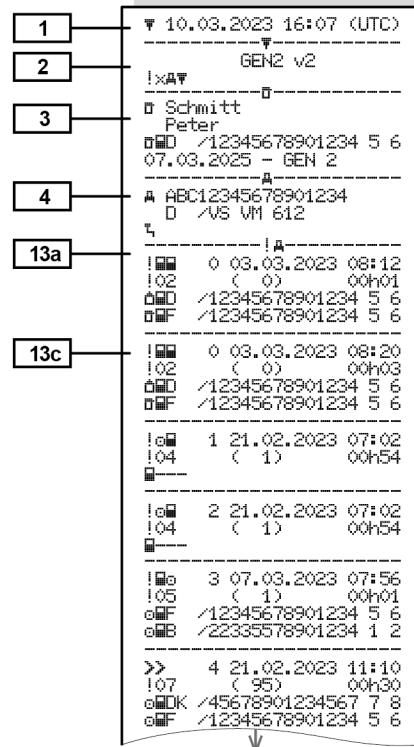 1
▼ 10.03.2023 16:07 (UTC)
2
GEN2 v2
!×A▼
3
Schmitt
Peter
D /12345678901234 5 6
07.03.2025 - GEN 2
4
A ABC12345678901234
D /VS VM 612
!A
13a
! 0 03.03.2023 08:12
!02 ( 0) 00h01
D /12345678901234 5 6
F /12345678901234 5 6
13c
! 0 03.03.2023 08:20
!02 ( 0) 00h03
D /12345678901234 5 6
F /12345678901234 5 6
! 1 21.02.2023 07:02
!04 ( 1) 00h54
---
! 2 21.02.2023 07:02
!04 ( 1) 00h54
---
! 3 07.03.2023 07:56
!05 ( 1) 00h01
F /12345678901234 5 6
B /22335578901234 1 2
>> 4 21.02.2023 11:10
!07 ( 95) 00h30
DK /45678901234567 7 8
F /12345678901234 5 6